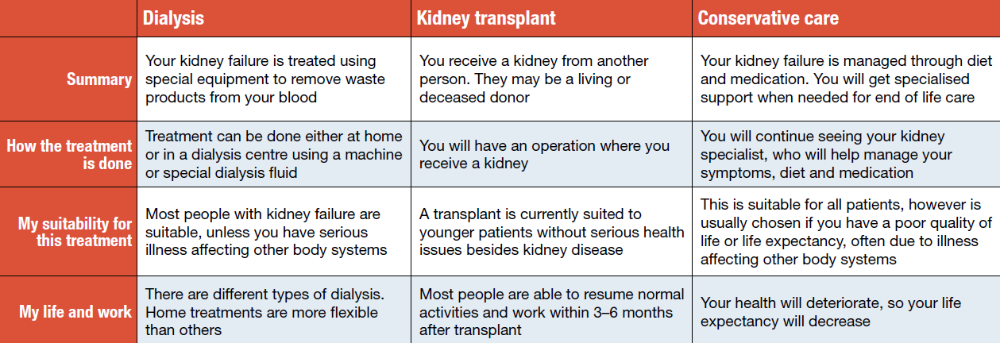 Dialysis
Kidney transplant
Conservative care
Summary
Your kidney failure is treated using
special equipment to remove waste
products from your blood
You receive a kidney from another
person. They may be a living or
deceased donor
Your kidney failure is managed through diet
and medication. You will get specialised
support when needed for end of life care
How the treatment
is done
Treatment can be done either at home
or in a dialysis centre using a machine
or special dialysis fluid
You will have an operation where you
receive a kidney
You will continue seeing your kidney
specialist, who will help manage your
symptoms, diet and medication
My suitability for
this treatment
Most people with kidney failure are
suitable, unless you have serious
illness affecting other body systems
A transplant is currently suited to
younger patients without serious health
issues besides kidney disease
This is suitable for all patients, however is
usually chosen if you have a poor quality of
life or life expectancy, often due to illness
affecting other body systems
My life and work
There are different types of dialysis.
Home treatments are more flexible
than others
Most people are able to resume normal
activities and work within 3–6 months
after transplant
Your health will deteriorate, so your life
expectancy will decrease